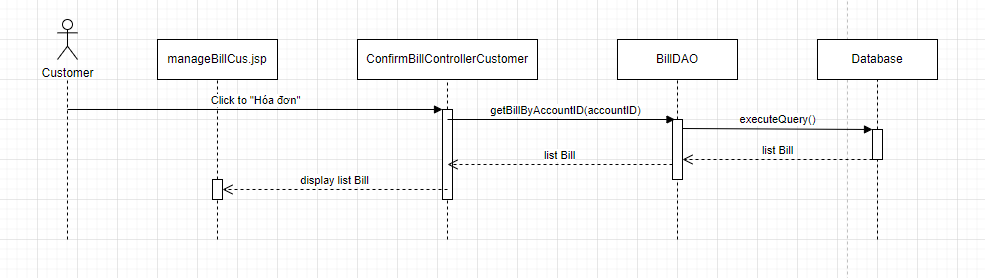 Customer
manageBillCus.jsp
ConfirmBillControllerCustomer
BillDAO
Database
Click to "Hóa đơn"
getBillByAccountID(accountID)
executeQuery()
list Bill
list Bill
display list Bill